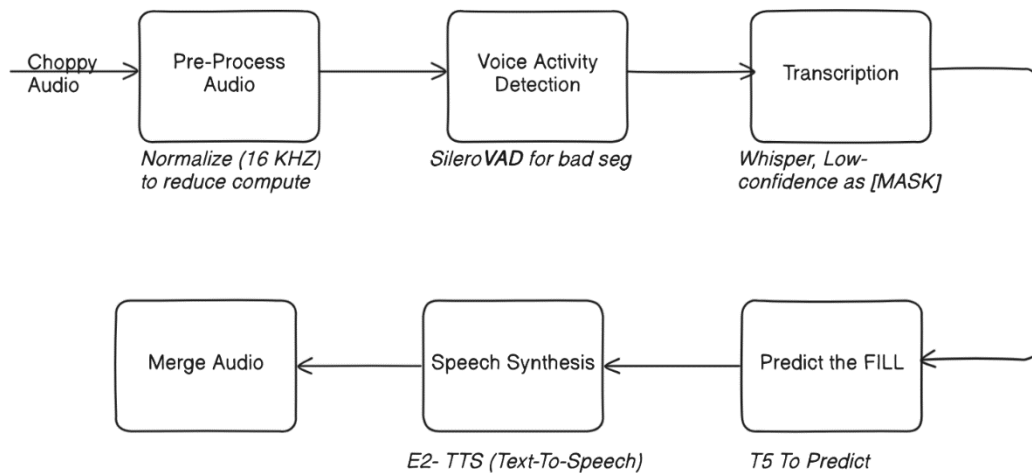 Choppy
Audio
Pre-Process
Audio
Voice Activity
Detection
Transcription
Normalize (16 KHZ)
to reduce compute
SileroVAD for bad seg
Whisper, Low-
confidence as [MASK]
Merge Audio
Speech Synthesis
Predict the FILL
E2- TTS (Text-To-Speech)
T5 To Predict